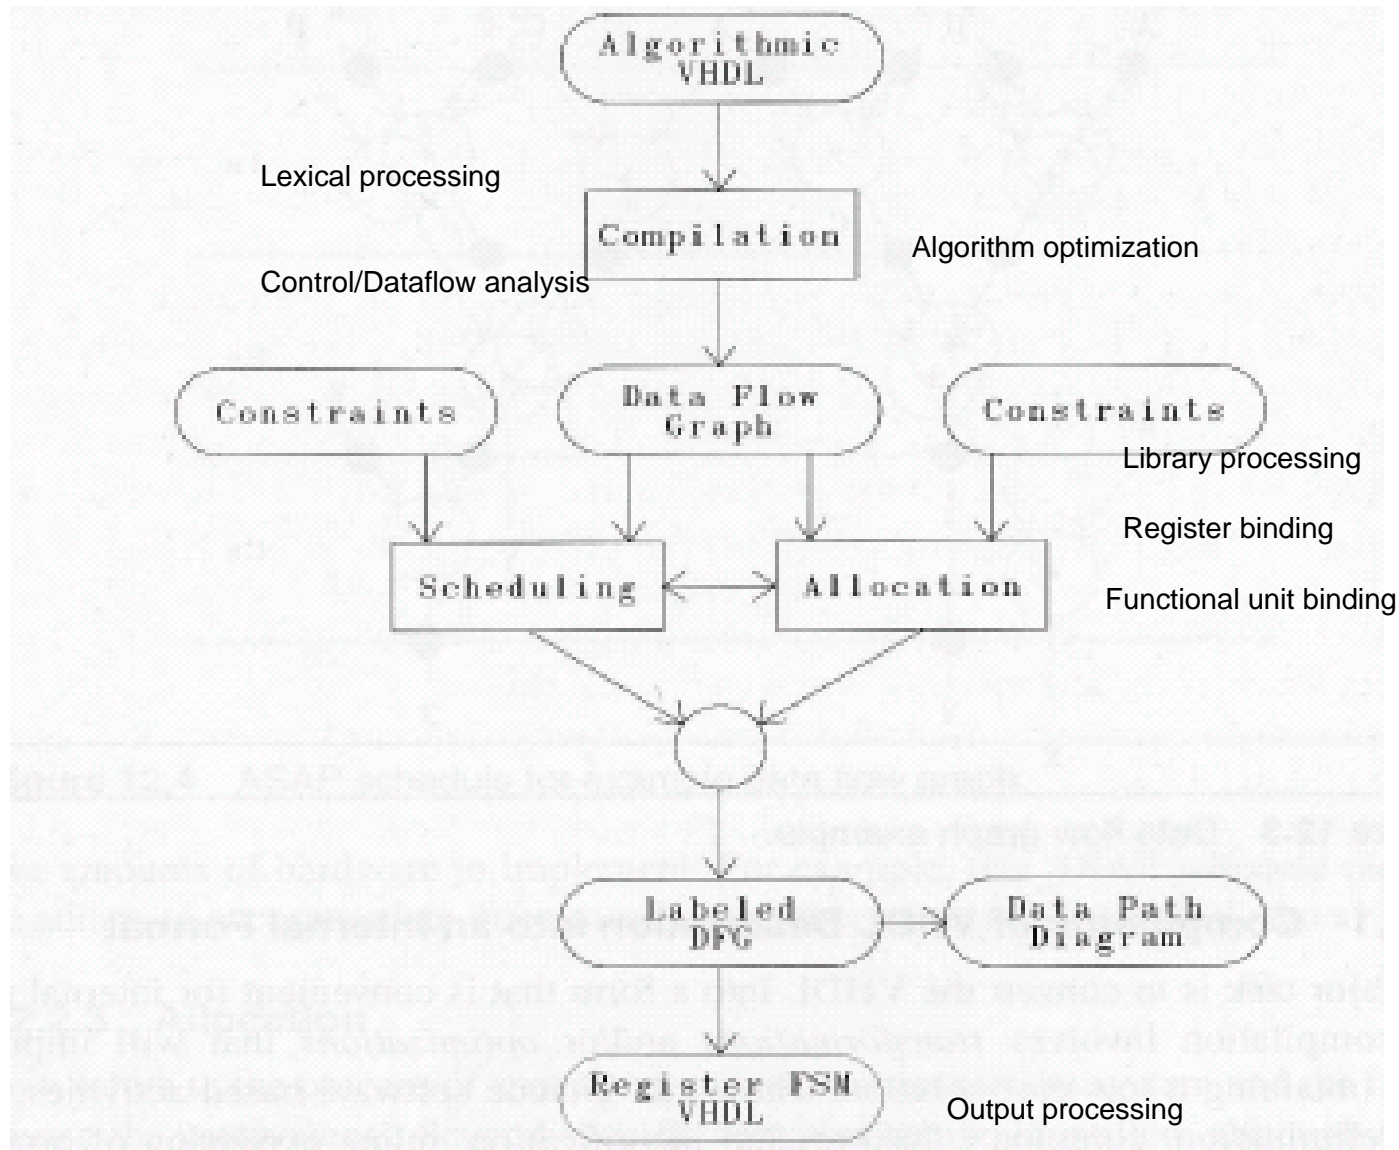 Algorithmic
VHDL
Lexical processing
Compilation
Algorithm optimization
Control/Dataflow analysis
Constraints
Data Flow
Graph
Constraints
Library processing
Register binding
Scheduling
Allocation
Functional unit binding
Labeled
DFG
Data Path
Diagram
Register FSM
VHDL
Output processing